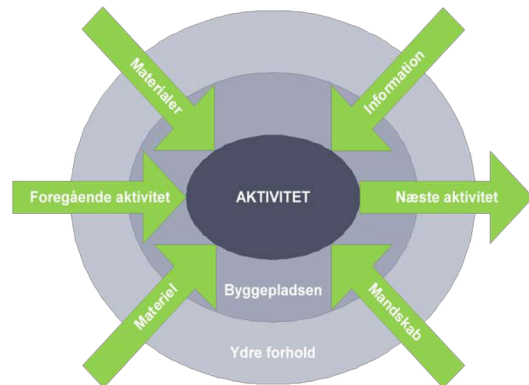 Materialer
Information
Foregående aktivitet
AKTIVITET
Næste aktivitet
Materiel
Byggepladsen
Mandskab
Ydre forhold